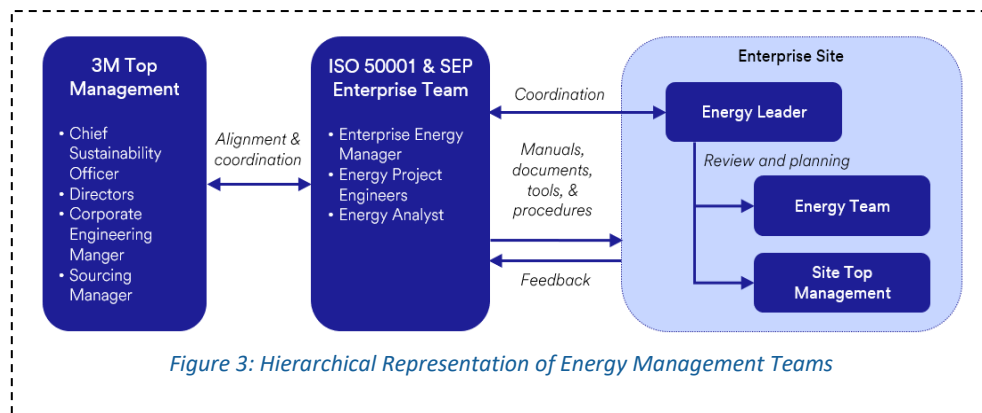 3M Top
Management
• Chief
Sustainability
Officer
• Directors
• Corporate
Engineering
Manger
• Sourcing
Manager
Alignment &
coordination
ISO 50001 & SEP
Enterprise Team
• Enterprise Energy
Manager
• Energy Project
Engineers
• Energy Analyst
Coordination
Manuals,
documents,
tools, &
procedures
Feedback
Enterprise Site
Energy Leader
Review and planning
Energy Team
Site Top
Management
Figure 3: Hierarchical Representation of Energy Management Teams